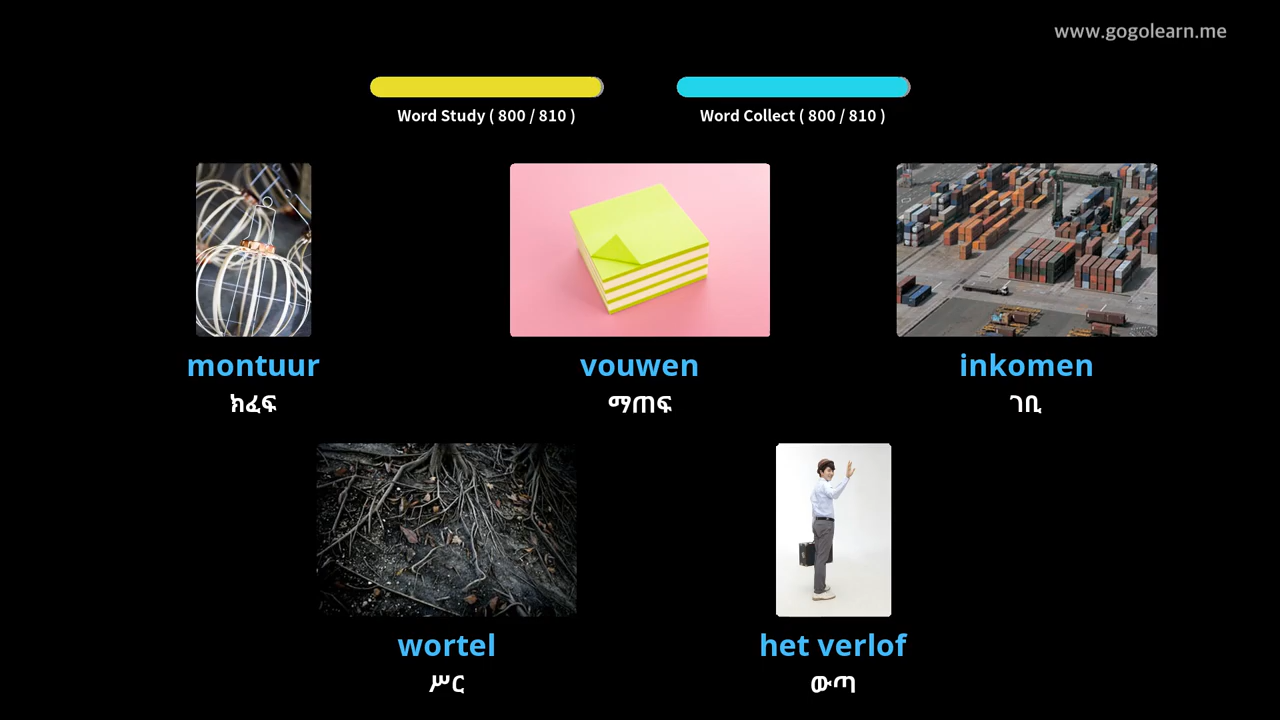 www.gogolearn.me
Word Study ( 800 / 810 )
Word Collect ( 800 / 810 )
montuur
ክፈፍ
vouwen
ማጠፍ
inkomen
ገቢ
wortel
ሥር
het verlof
ውጣ